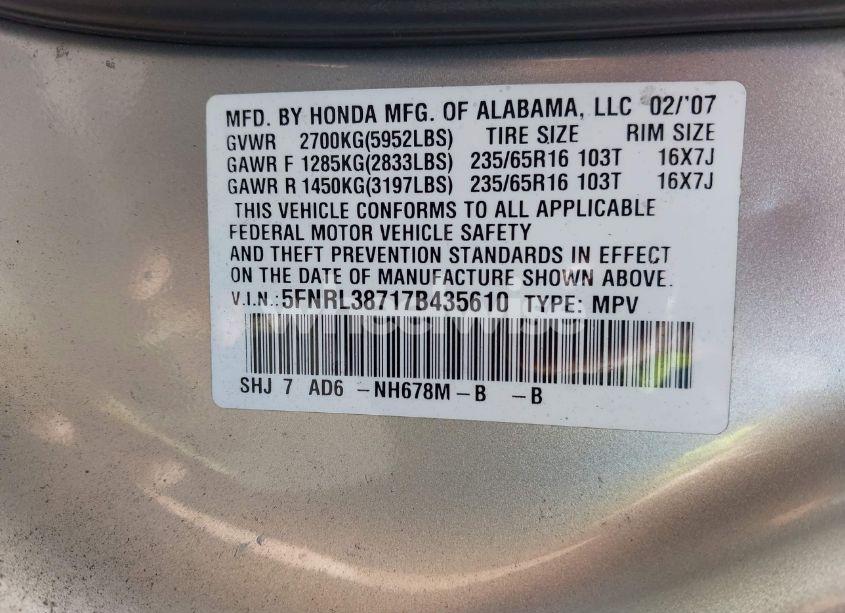 MFD. BY HONDA MFG. OF ALABAMA, LLC 02/'07
GVWR 2700KG(5952LBS) TIRE SIZE RIM SIZE
GAWR F 1285KG(2833LBS) 235/65R16 103T 16X7J
GAWR R 1450KG(3197LBS) 235/65R16 103T 16X7J
THIS VEHICLE CONFORMS TO ALL APPLICABLE
FEDERAL MOTOR VEHICLE SAFETY
AND THEFT PREVENTION STANDARDS IN EFFECT
ON THE DATE OF MANUFACTURE SHOWN ABOVE.
V.I.N.:5FNRL38717B435610 TYPE: MPV
wheelwise
SHJ 7 AD6 -NH678M-B -B